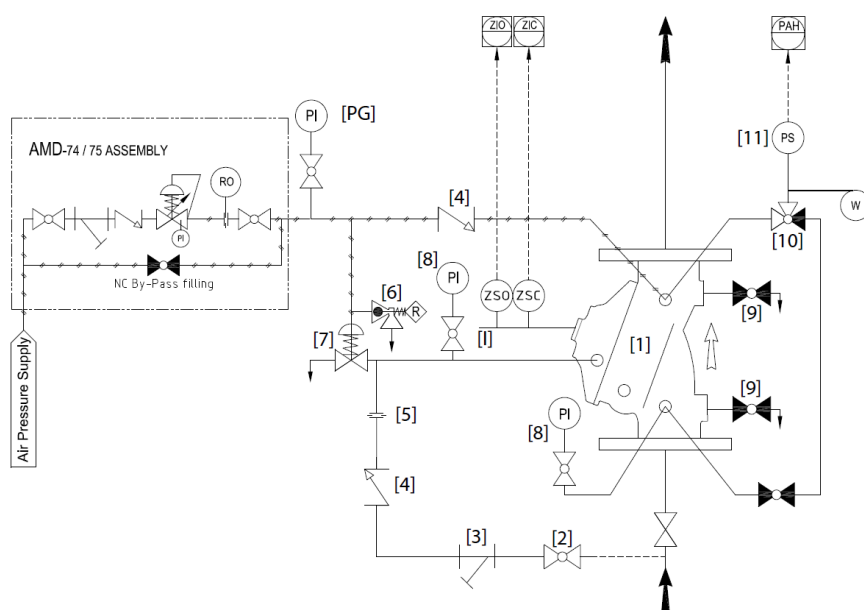 ZIO
ZIC
PAH
PI
[PG]
[11]
PS
AMD-74 / 75 ASSEMBLY
RO
[4]
W
PI
[10]
NC By-Pass filling
[8]
PI
ZSO
ZSC
[6]
R
[9]
[7]
[I]
[1]
Air Pressure Supply
[9]
PI
[5]
[8]
[4]
[3]
[2]